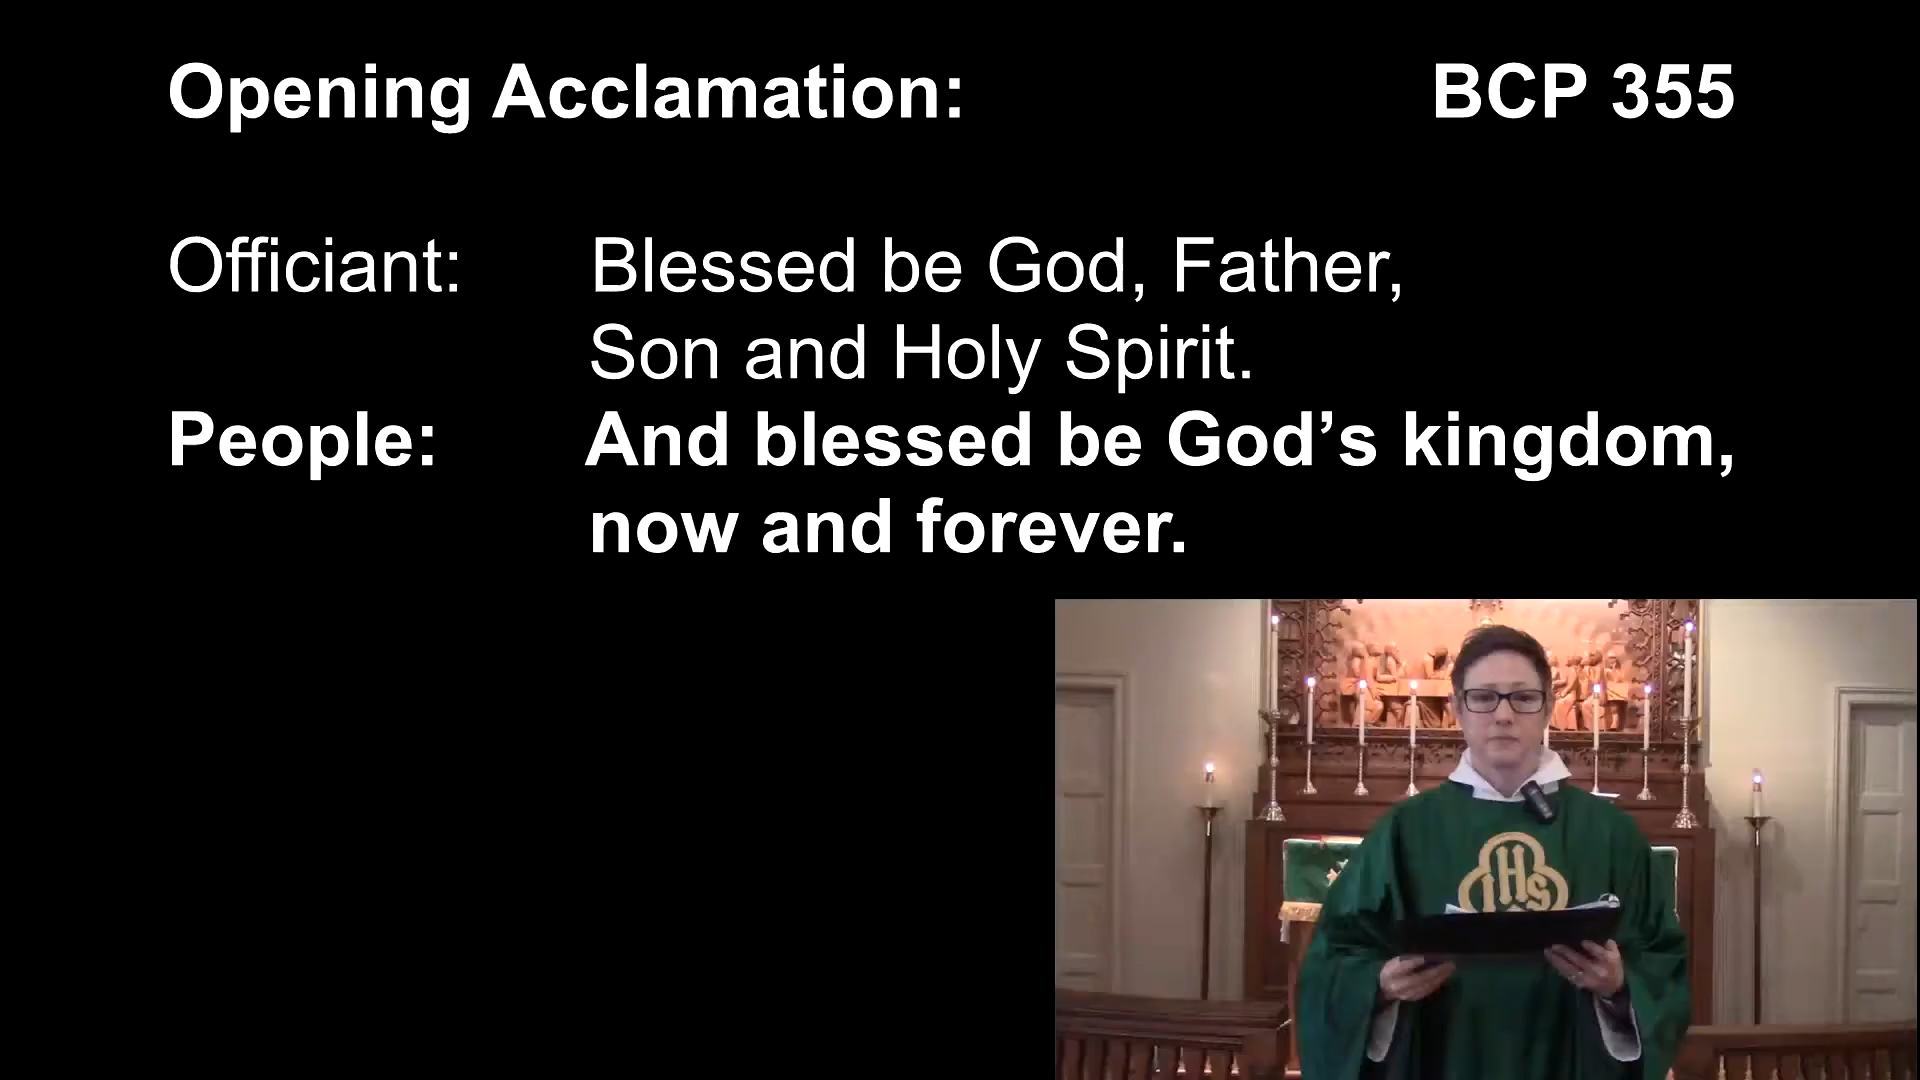 Opening Acclamation: BCP 355
Officiant: Blessed be God, Father,
Son and Holy Spirit.
People: And blessed be God’s kingdom,
now and forever.
IHS